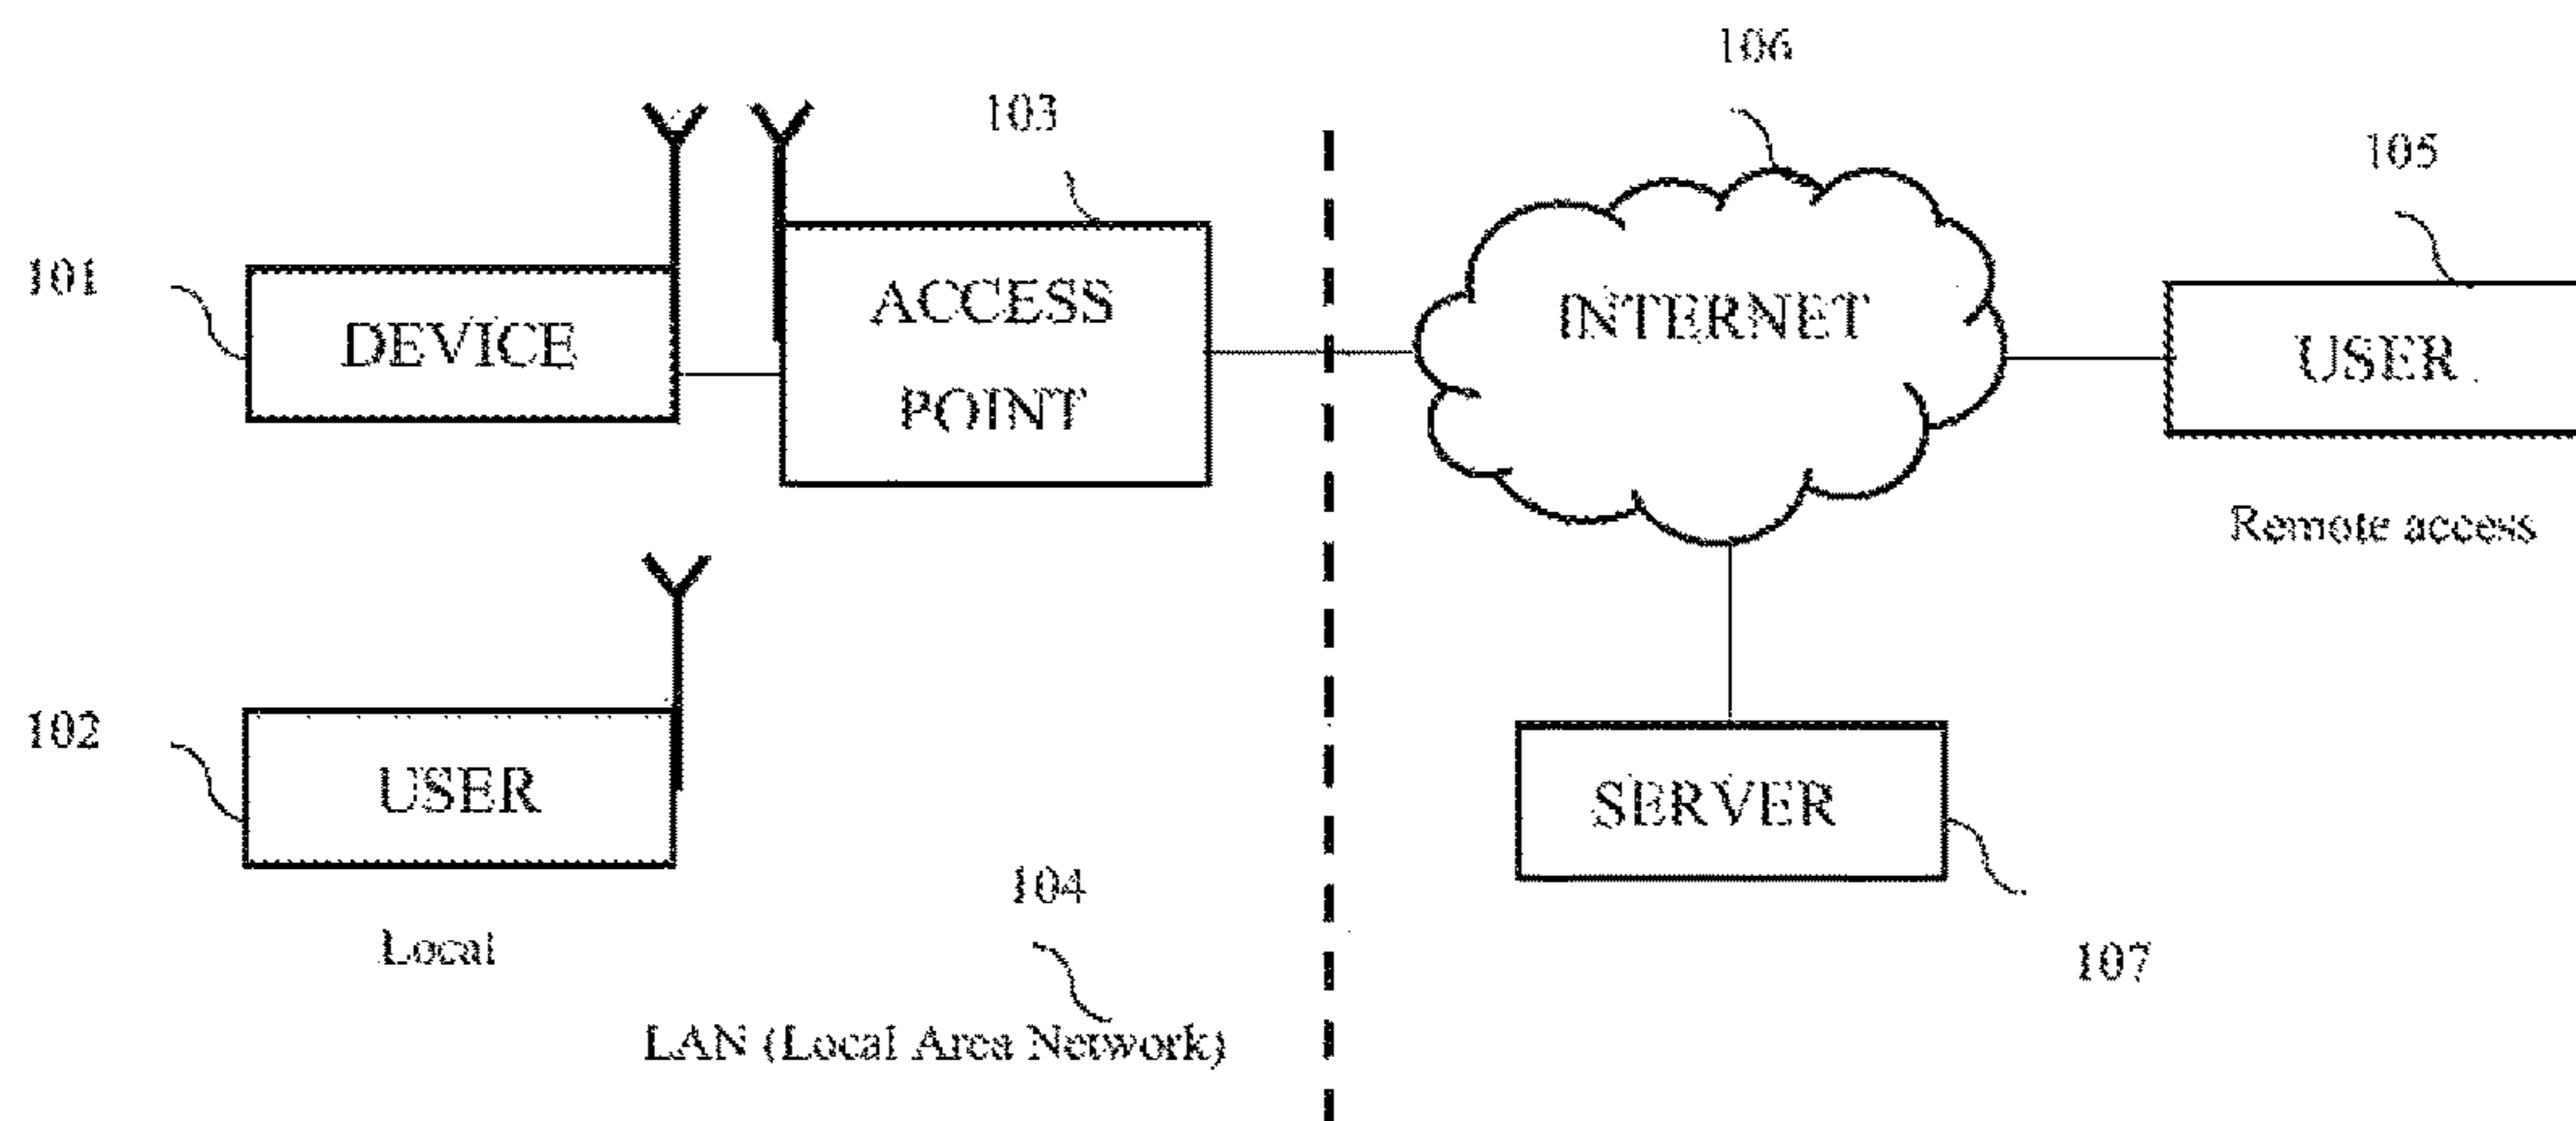 106
103
105
101
DEVICE
ACCESS
POINT
INTERNET
USER
Remote access
102
USER
SERVER
104
Local
107
LAN (Local Area Network)